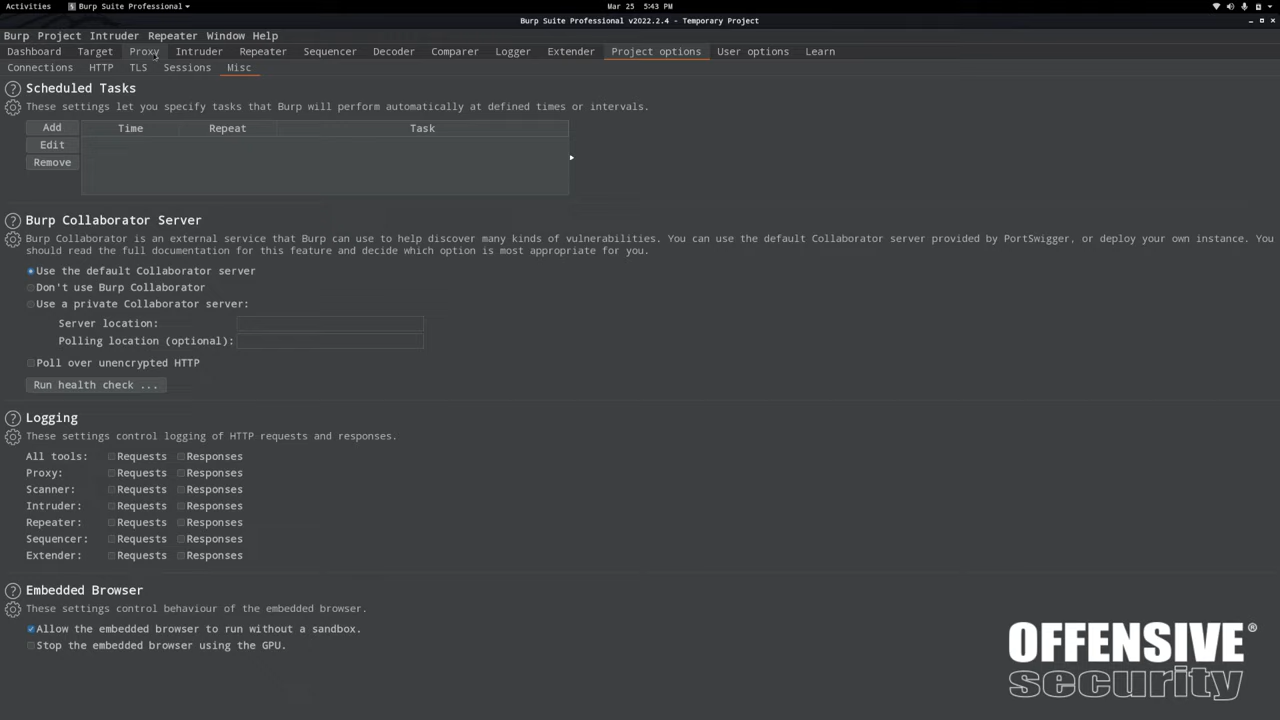 Activities Burp Suite Professional Mar 25 5:43 PM
Burp Suite Professional v2022.2.4 - Temporary Project
Burp Project Intruder Repeater Window Help
Dashboard Target Proxy Intruder Repeater Sequencer Decoder Comparer Logger Extender Project options User options Learn
Connections HTTP TLS Sessions Misc
Scheduled Tasks
These settings let you specify tasks that Burp will perform automatically at defined times or intervals.
Add Time Repeat Task
Edit
Remove
Burp Collaborator Server
Burp Collaborator is an external service that Burp can use to help discover many kinds of vulnerabilities. You can use the default Collaborator server provided by PortSwigger, or deploy your own instance. You
should read the full documentation for this feature and decide which option is most appropriate for you.
Use the default Collaborator server
Don't use Burp Collaborator
Use a private Collaborator server:
Server location:
Polling location (optional):
Poll over unencrypted HTTP
Run health check ...
Logging
These settings control logging of HTTP requests and responses.
All tools: Requests Responses
Proxy: Requests Responses
Scanner: Requests Responses
Intruder: Requests Responses
Repeater: Requests Responses
Sequencer: Requests Responses
Extender: Requests Responses
Embedded Browser
These settings control behaviour of the embedded browser.
Allow the embedded browser to run without a sandbox.
Stop the embedded browser using the GPU.
OFFENSIVE®
security